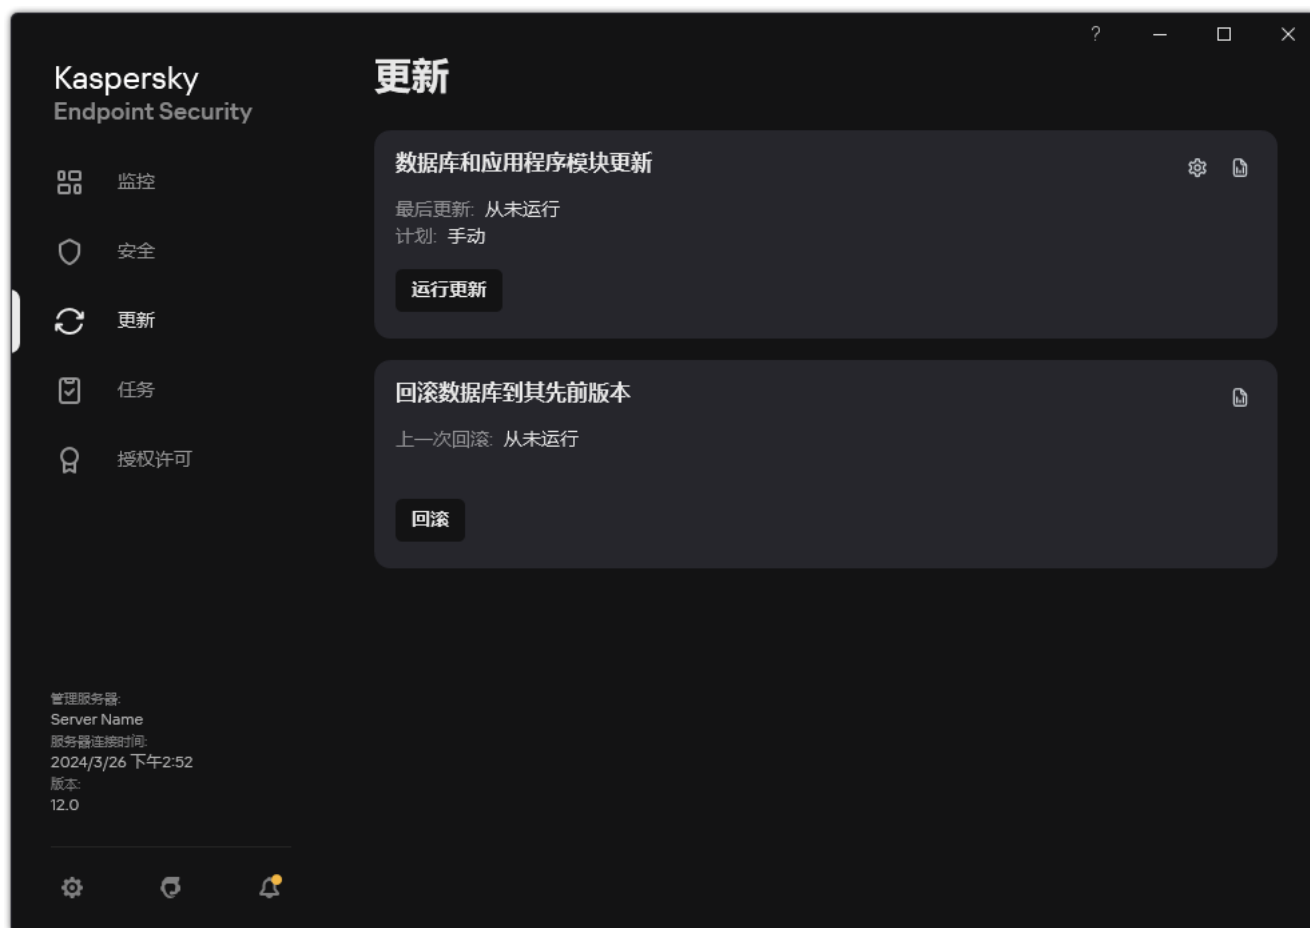 ?
Kaspersky
Endpoint Security
监控
安全
更新
任务
授权许可
更新
数据库和应用程序模块更新
最后更新: 从未运行
计划: 手动
运行更新
回滚数据库到其先前版本
上一次回滚: 从未运行
回滚
管理服务器:
Server Name
服务器连接时间:
2024/3/26 下午2:52
版本:
12.0